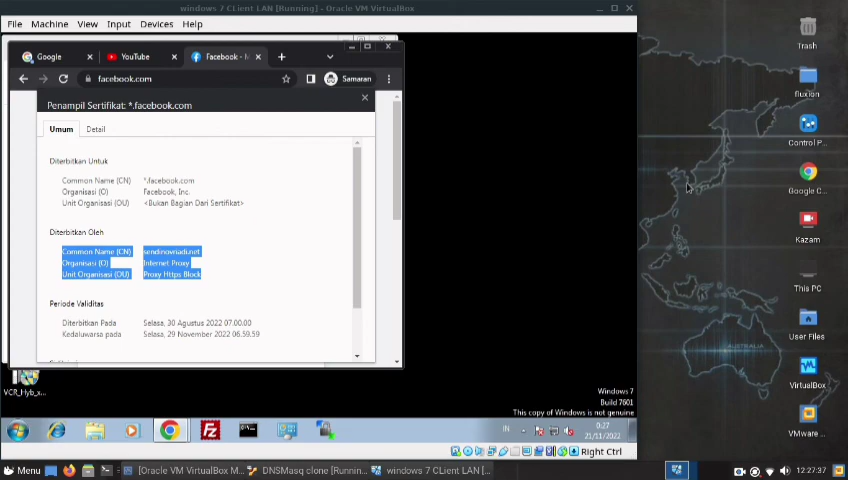 windows 7 CLient LAN [Running] - Oracle VM VirtualBox
File Machine View Input Devices Help
Google
YouTube
Facebook -
facebook.com
Samaran
Penampil Sertifikat: *.facebook.com
Umum Detail
Diterbitkan Untuk
Common Name (CN) *.facebook.com
Organisasi (O) Facebook, Inc.
Unit Organisasi (OU) <Bukan Bagian Dari Sertifikat>
Diterbitkan Oleh
Common Name (CN) sendinovriadi.net
Organisasi (O) Internet Proxy
Unit Organisasi (OU) Proxy Https Block
Periode Validitas
Diterbitkan Pada Selasa, 30 Agustus 2022 07.00.00
Kedaluwarsa pada Selasa, 29 November 2022 06.59.59
VCR_Hyb_x...
Windows 7
Build 7601
This copy of Windows is not genuine
IN
0:27
21/11/2022
Right Ctrl
Trash
fluxion
Control P...
Google C...
Kazam
This PC
User Files
VirtualBox
VMware ...
AUSTRALIA
Menu
[Oracle VM VirtualBox M...
DNSMasq clone [Runnin...
windows 7 CLient LAN [...
12:27:37